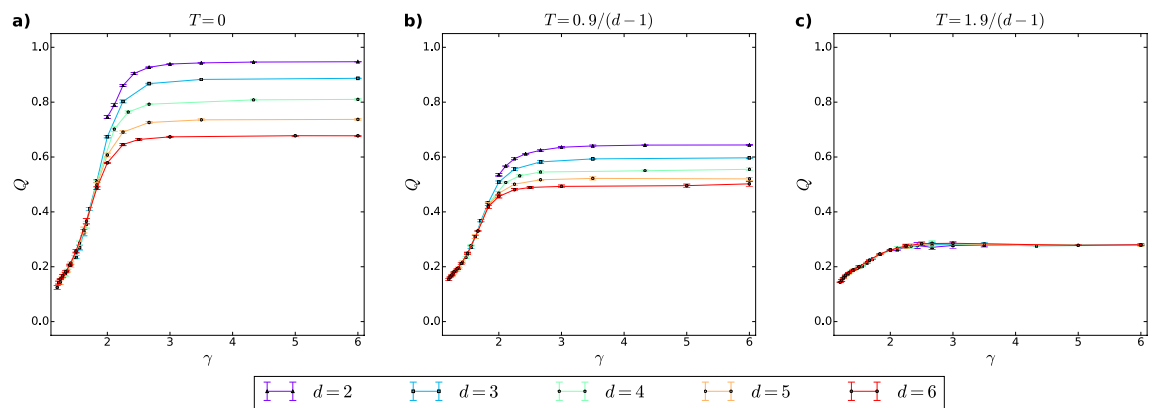 a) T=0
b) T=0.9/(d−1)
c) T=1.9/(d−1)
1.0 1.0 1.0
0.8 0.8 0.8
0.6 0.6 0.6
Q Q Q
0.4 0.4 0.4
0.2 0.2 0.2
0.0 0.0 0.0
2 3 4 5 6 2 3 4 5 6 2 3 4 5 6
γ γ γ
d=2 d=3 d=4 d=5 d=6